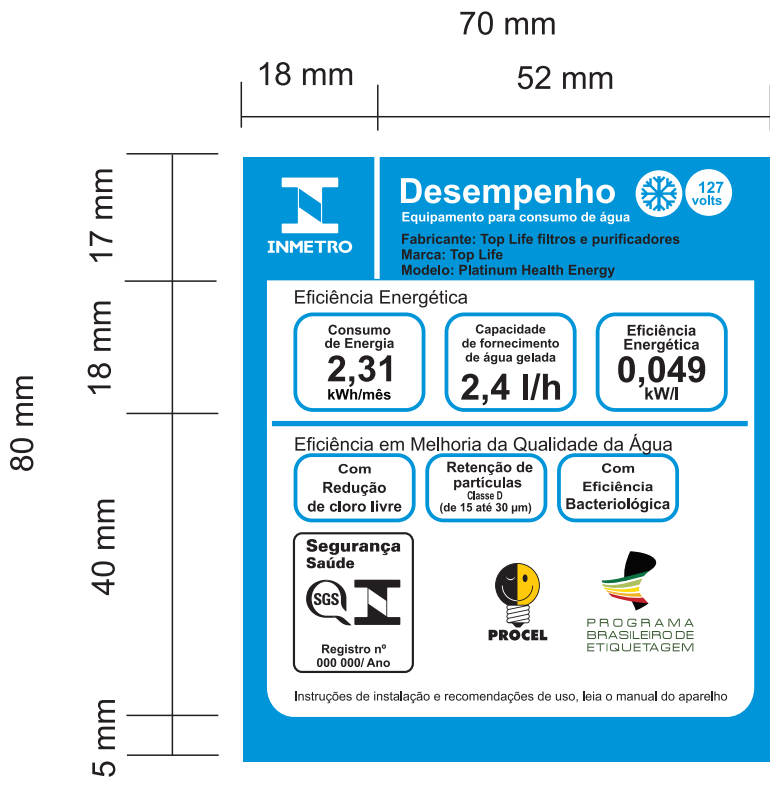 70 mm
18 mm
52 mm
17 mm
18 mm
80 mm
40 mm
5 mm
INMETRO
Desempenho
Equipamento para consumo de água
127
volts
Fabricante: Top Life filtros e purificadores
Marca: Top Life
Modelo: Platinum Health Energy
Eficiência Energética
Consumo
de Energia
2,31
kWh/mês
Capacidade
de fornecimento
de água gelada
2,4 l/h
Eficiência
Energética
0,049
kW/l
Eficiência em Melhoria da Qualidade da Água
Com
Redução
de cloro livre
Retenção de
partículas
Classe D
(de 15 até 30 µm)
Com
Eficiência
Bacteriológica
Segurança
Saúde
SGS
Registro nº
000 000/ Ano
PROCEL
PROGRAMA
BRASILEIRO DE
ETIQUETAGEM
Instruções de instalação e recomendações de uso, leia o manual do aparelho